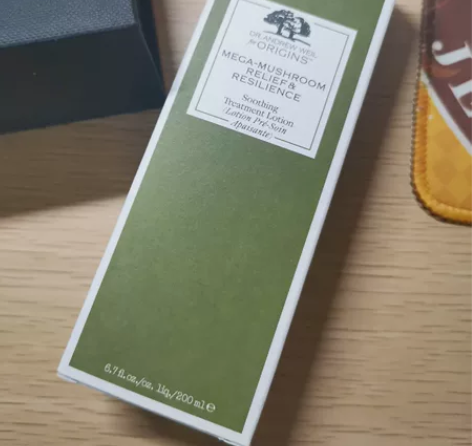 DR. ANDREW WEIL
for ORIGINS™
MEGA-MUSHROOM
RELIEF &
RESILIENCE
Soothing
Treatment Lotion
(Lotion Pré-Soin
Apaisante)
6.7 fl.oz./oz. liq./200 ml e